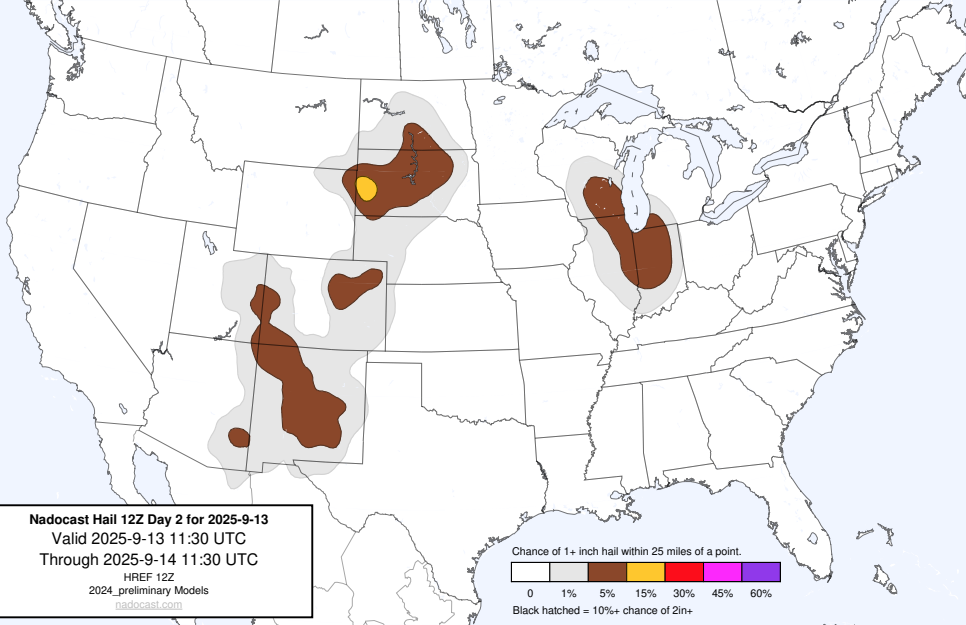 Nadocast Hail 12Z Day 2 for 2025-9-13
Valid 2025-9-13 11:30 UTC
Through 2025-9-14 11:30 UTC
HREF 12Z
2024_preliminary Models
nadocast.com
Chance of 1+ inch hail within 25 miles of a point.
0 1% 5% 15% 30% 45% 60%
Black hatched = 10%+ chance of 2in+